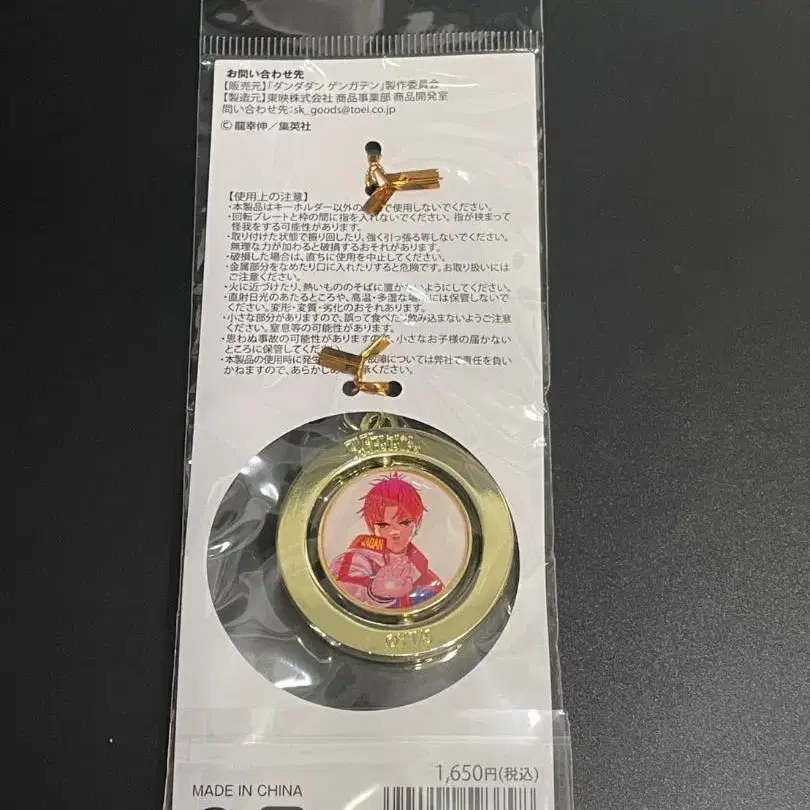 お問い合わせ先
【販売元】「ダンダダン ゲンガテン」製作委員会
【製造元】東映株式会社 商品事業部 商品開発室
問い合わせ先:sk_goods@toei.co.jp
© 龍幸伸／集英社
【使用上の注意】
・本製品はキーホルダー以外の で使用しないでください。
・回転プレートと枠の間に指を入れないでください。指が挟まって
怪我をする可能性があります。
・取り付けた状態で振り回したり、強く引っ張る等しないでください。
無理な力が加わると破損するおそれがあります。
・破損した場合は、直ちに使用を中止してください。
・金属部分をなめたり口に入れたりすると危険です。お取り扱いには
ご注意ください。
・火に近づけたり、熱いもののそばに置かないようにしてください。
・直射日光のあたるところや、高温・多湿な場所には保管しないで
ください。変形・変質・劣化のおそれあります。
・小さな部分がありますので、誤って食べたり飲み込まないようご注意
ください。窒息等の可能性があります。
・思わぬ事故の可能性がありますので、小さなお子様の届かない
ところに保管してください。
・本製品の使用時に発生 故障については弊社で責任を負い
かねますので、あらかじめ 承ください。
JAPAN
1,650円(税込)
MADE IN CHINA